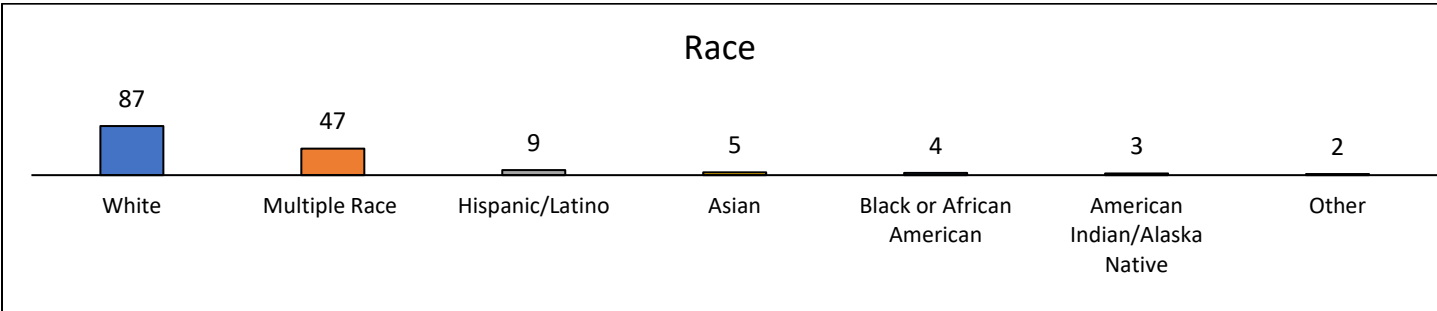 Race
87
47
9
5
4
3
2
White
Multiple Race
Hispanic/Latino
Asian
Black or African
American
American
Indian/Alaska
Native
Other